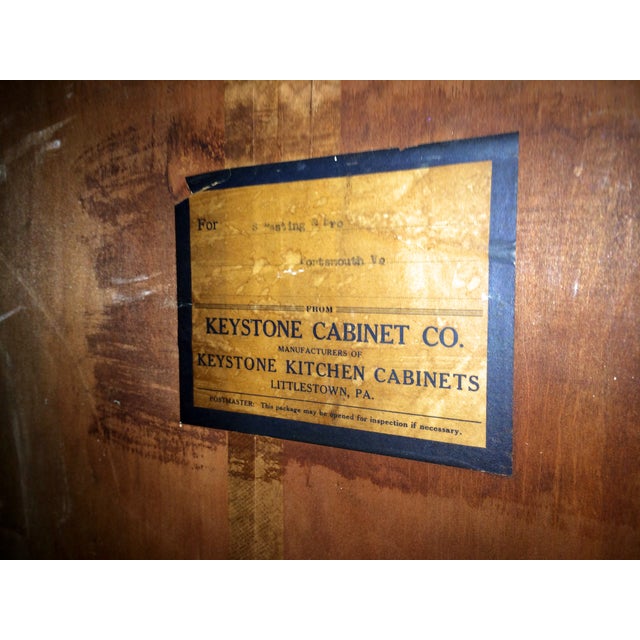 For
Portsmouth Va
FROM
KEYSTONE CABINET CO.
MANUFACTURERS OF
KEYSTONE KITCHEN CABINETS
LITTLESTOWN, PA.
POSTMASTER: This package may be opened for inspection if necessary.